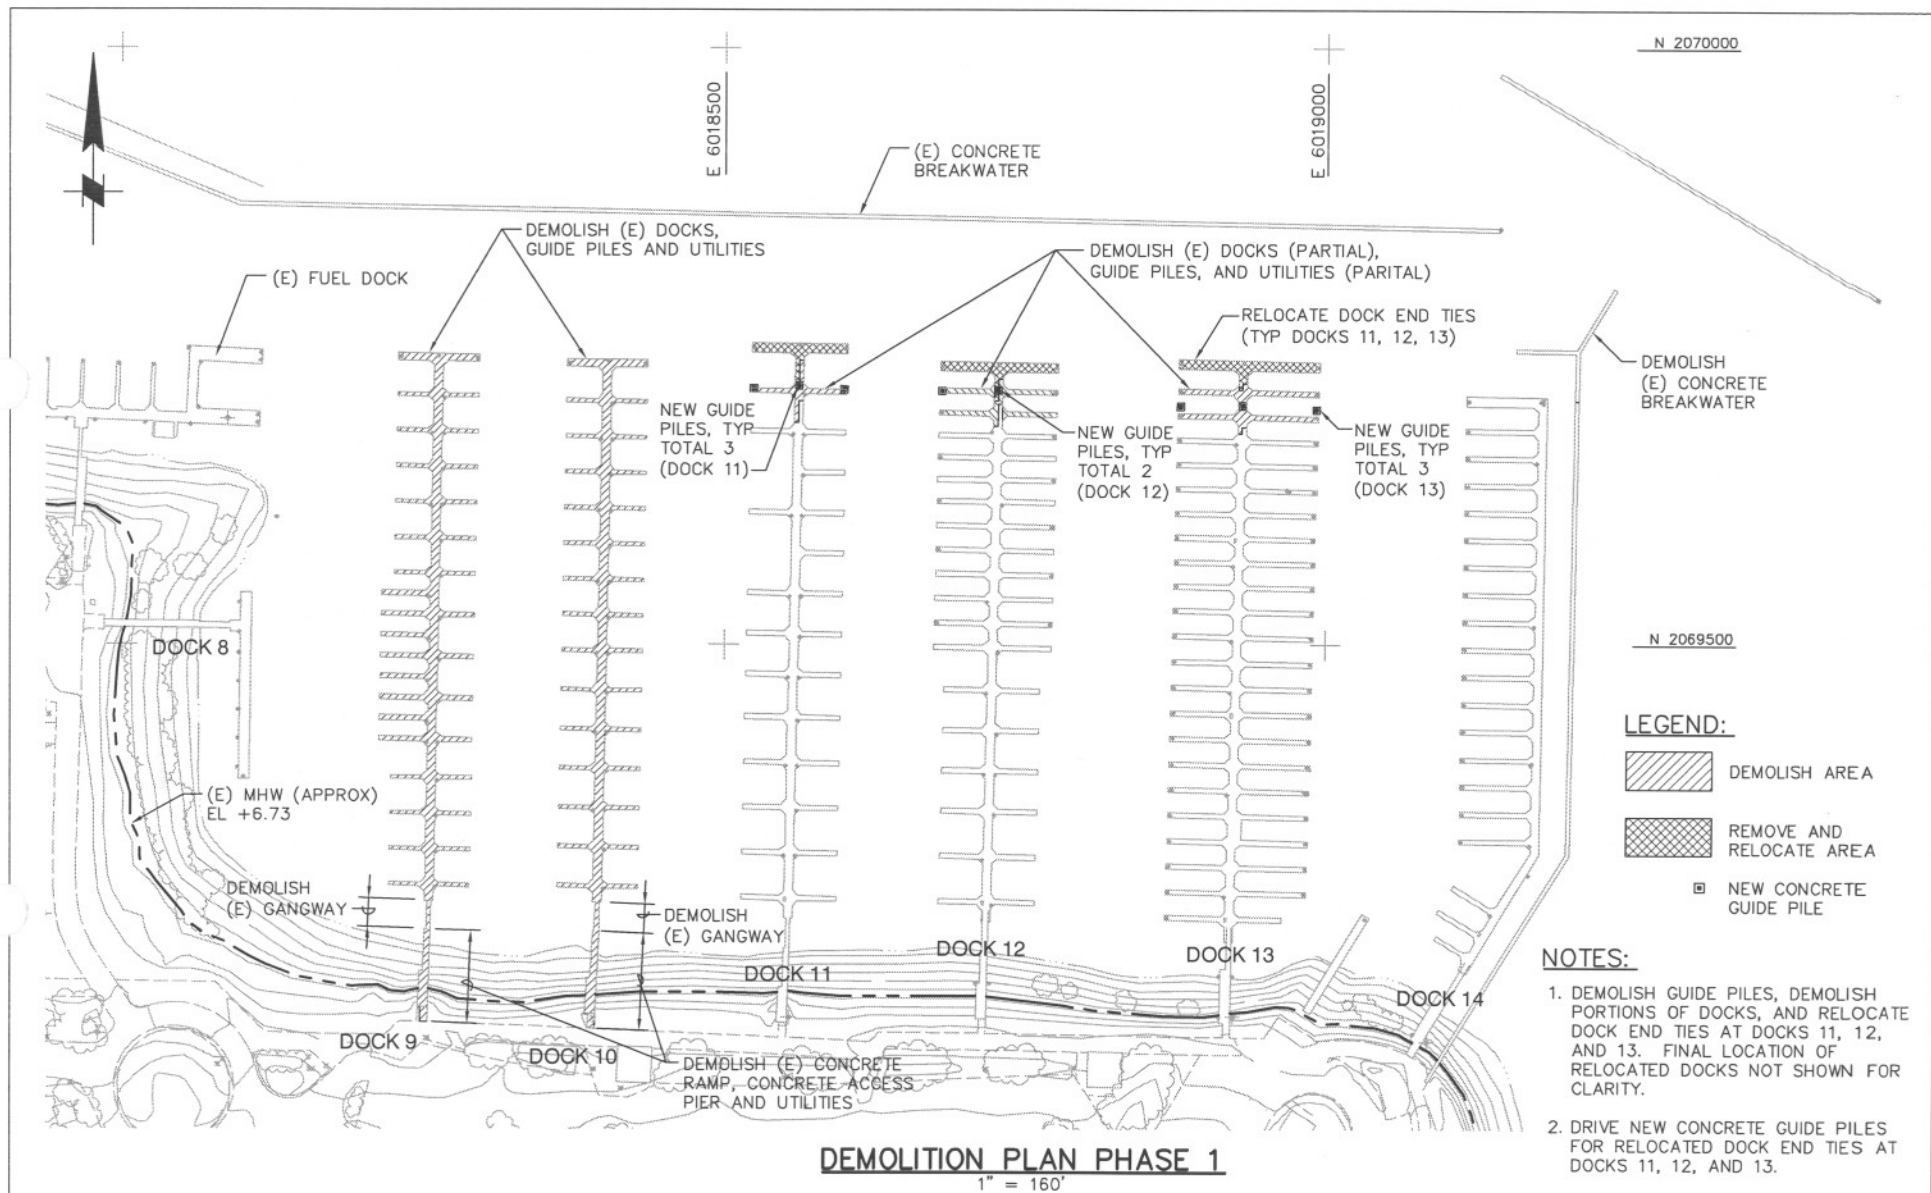 N 2070000
E 6018500
E 6019000
(E) CONCRETE
BREAKWATER
DEMOLISH (E) DOCKS,
GUIDE PILES AND UTILITIES
DEMOLISH (E) DOCKS (PARTIAL),
GUIDE PILES, AND UTILITIES (PARITAL)
(E) FUEL DOCK
RELOCATE DOCK END TIES
(TYP DOCKS 11, 12, 13)
DEMOLISH
(E) CONCRETE
BREAKWATER
NEW GUIDE
PILES, TYP
TOTAL 3
(DOCK 11)
NEW GUIDE
PILES, TYP
TOTAL 2
(DOCK 12)
NEW GUIDE
PILES, TYP
TOTAL 3
(DOCK 13)
DOCK 8
N 2069500
LEGEND:
DEMOLISH AREA
REMOVE AND
RELOCATE AREA
NEW CONCRETE
GUIDE PILE
(E) MHW (APPROX)
EL +6.73
DEMOLISH
(E) GANGWAY
DEMOLISH
(E) GANGWAY
DOCK 9
DOCK 10
DOCK 11
DOCK 12
DOCK 13
DOCK 14
DEMOLISH (E) CONCRETE
RAMP, CONCRETE ACCESS
PIER AND UTILITIES
NOTES:
1. DEMOLISH GUIDE PILES, DEMOLISH
PORTIONS OF DOCKS, AND RELOCATE
DOCK END TIES AT DOCKS 11, 12,
AND 13. FINAL LOCATION OF
RELOCATED DOCKS NOT SHOWN FOR
CLARITY.
2. DRIVE NEW CONCRETE GUIDE PILES
FOR RELOCATED DOCK END TIES AT
DOCKS 11, 12, AND 13.
DEMOLITION PLAN PHASE 1
1" = 160'